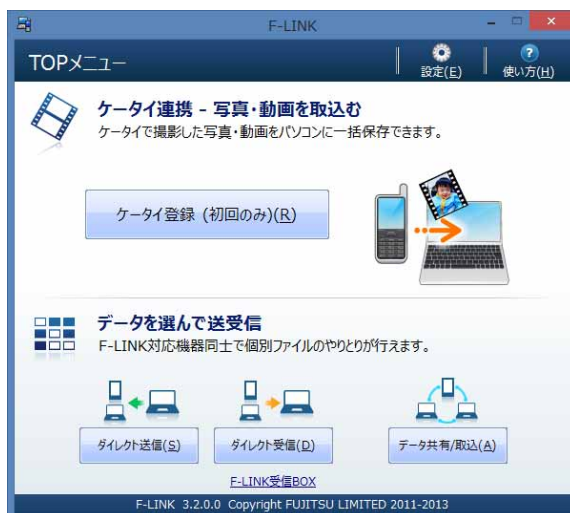 F-LINK
TOPメニュー
設定(E)
使い方(H)
ケータイ連携 - 写真・動画を取込む
ケータイで撮影した写真・動画をパソコンに一括保存できます。
ケータイ登録 (初回のみ)(R)
データを選んで送受信
F-LINK対応機器同士で個別ファイルのやりとりが行えます。
ダイレクト送信(S)
ダイレクト受信(D)
データ共有/取込(A)
F-LINK受信BOX
F-LINK 3.2.0.0 Copyright FUJITSU LIMITED 2011-2013